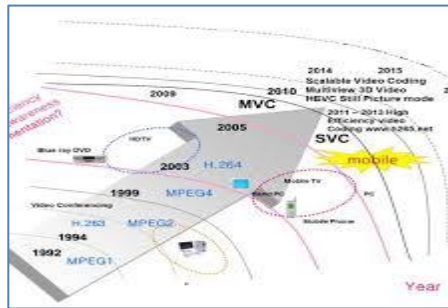 2014 2015
Scalable Video Coding
Multiview 3D Video
HEVC Still Picture mode
2009
2010
MVC
2011 - 2013 High
Efficiency video
Coding www.h265.net
SVC
2005
HDTV
Blue ray DVD
2003 H.264
mobile
Mobile TV
PC
1999 MPEG4
Video Conferencing
Mobile Phone
H.263 MPEG2
1994
1992
MPEG1
Year